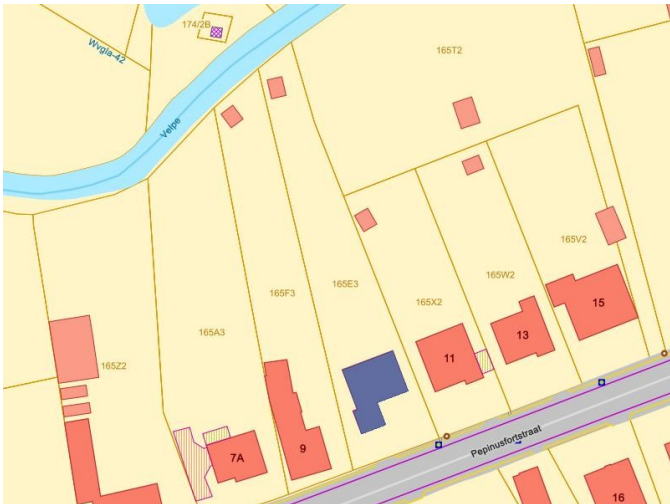 174/2B
Wvgla-42
165T2
Velpe
165V2
165W2
165E3
165F3
165X2
15
165A3
13
11
165Z2
Pepinusfortstraat
9
7A
16